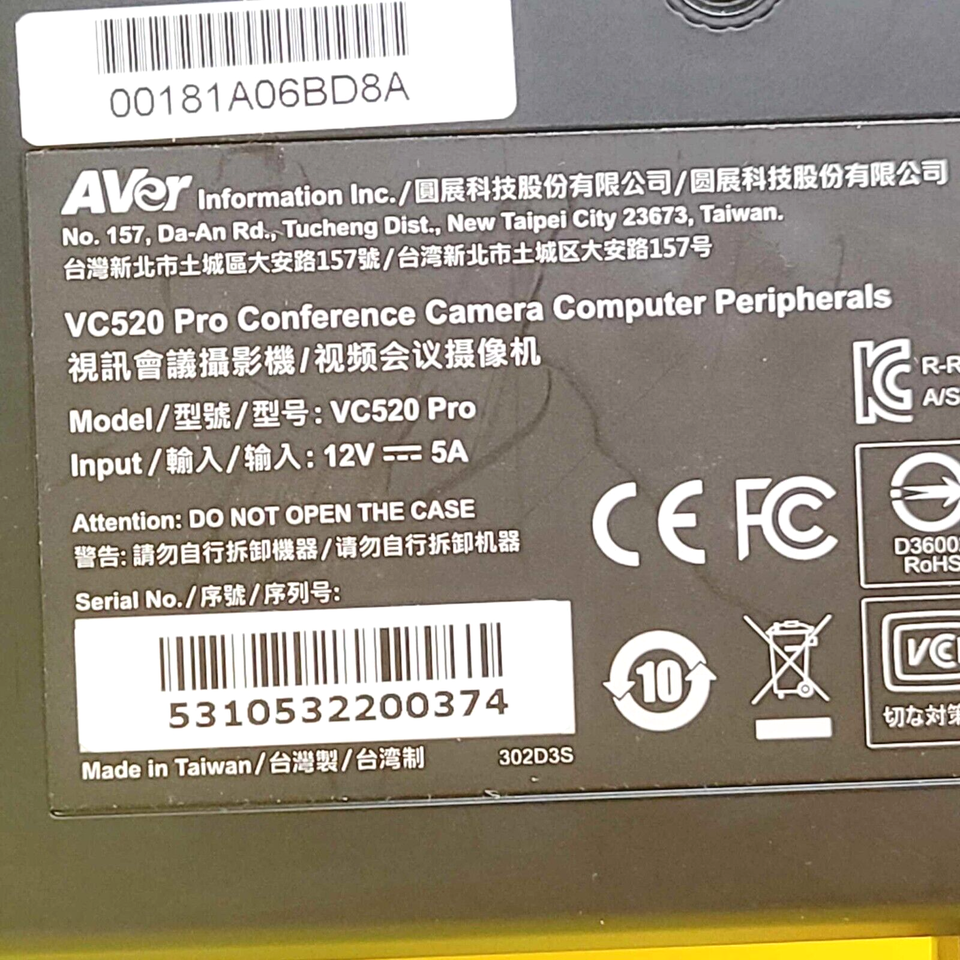 00181A06BD8A
AVer Information Inc./圓展科技股份有限公司/圆展科技股份有限公司
No. 157, Da-An Rd., Tucheng Dist., New Taipei City 23673, Taiwan.
台灣新北市土城區大安路157號/台湾新北市土城区大安路157号
VC520 Pro Conference Camera Computer Peripherals
視訊會議攝影機/视频会议摄像机
Model/型號/型号: VC520 Pro
Input/輸入/输入: 12V ⎓ 5A
R-R
A/S
Attention: DO NOT OPEN THE CASE
警告: 請勿自行拆卸機器/请勿自行拆卸机器
CE FC
D3600
RoHS
Serial No./序號/序列号:
5310532200374
10
VC
切な対策
Made in Taiwan/台灣製/台湾制
302D3S